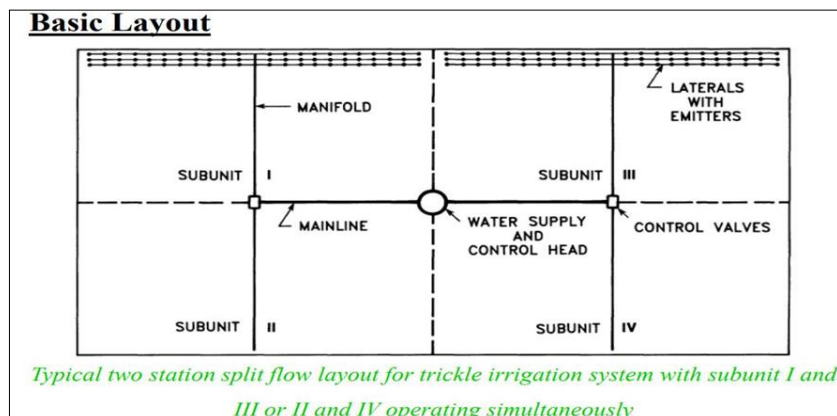 Basic Layout
LATERALS
WITH
EMITTERS
MANIFOLD
SUBUNIT I
SUBUNIT III
MAINLINE
WATER SUPPLY
AND
CONTROL HEAD
CONTROL VALVES
SUBUNIT II
SUBUNIT IV
Typical two station split flow layout for trickle irrigation system with subunit I and
III or II and IV operating simultaneously